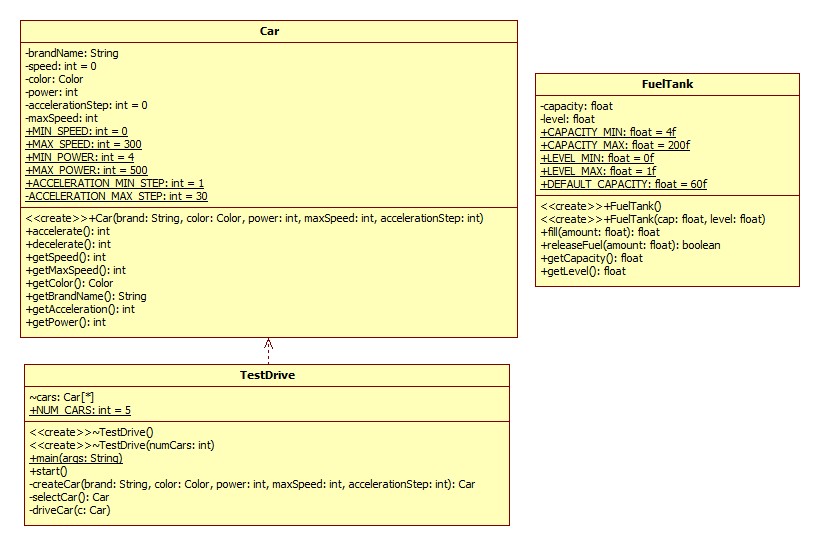 Car
-brandName: String
-speed: int = 0
-color: Color
-power: int
-accelerationStep: int = 0
-maxSpeed: int
+MIN_SPEED: int = 0
+MAX_SPEED: int = 300
+MIN_POWER: int = 4
+MAX_POWER: int = 500
+ACCELERATION_MIN_STEP: int = 1
-ACCELERATION_MAX_STEP: int = 30
<<create>>+Car(brand: String, color: Color, power: int, maxSpeed: int, accelerationStep: int)
+accelerate(): int
+decelerate(): int
+getSpeed(): int
+getMaxSpeed(): int
+getColor(): Color
+getBrandName(): String
+getAcceleration(): int
+getPower(): int
FuelTank
-capacity: float
-level: float
+CAPACITY_MIN: float = 4f
+CAPACITY_MAX: float = 200f
+LEVEL_MIN: float = 0f
+LEVEL_MAX: float = 1f
+DEFAULT_CAPACITY: float = 60f
<<create>>+FuelTank()
<<create>>+FuelTank(cap: float, level: float)
+fill(amount: float): float
+releaseFuel(amount: float): boolean
+getCapacity(): float
+getLevel(): float
TestDrive
~cars: Car[*]
+NUM_CARS: int = 5
<<create>>~TestDrive()
<<create>>~TestDrive(numCars: int)
+main(args: String)
+start()
-createCar(brand: String, color: Color, power: int, maxSpeed: int, accelerationStep: int): Car
-selectCar(): Car
-driveCar(c: Car)